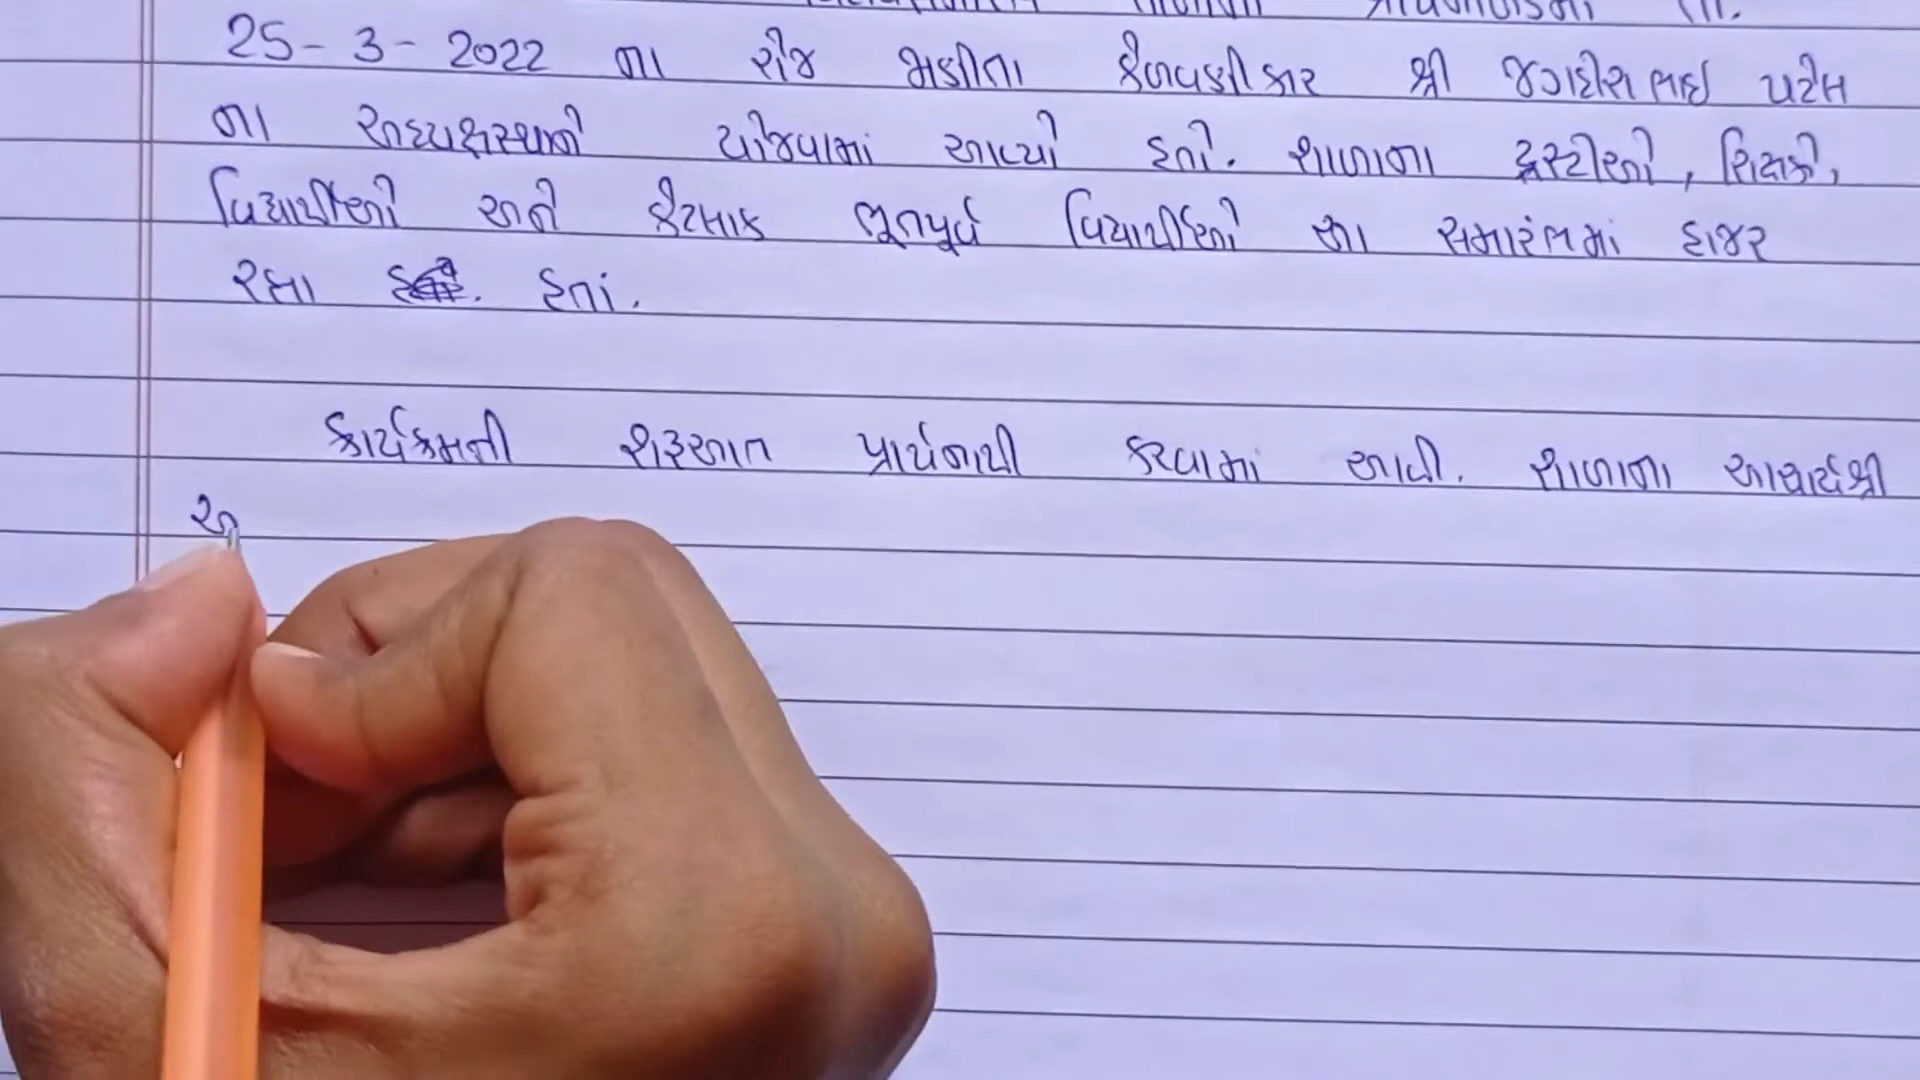 તા.
25-3-2022 ના રોજ જાણીતા કેળવણીકાર શ્રી જગદીશભાઇ પટેલ
ના અધ્યક્ષસ્થાને યોજવામાં આવ્યો હતો. શાળાના ટ્રસ્ટીઓ, શિક્ષકો,
વિદ્યાર્થીઓ અને કેટલાક ભૂતપૂર્વ વિદ્યાર્થીઓ આ સમારંભમાં હાજર
રહ્યા હતાં.
કાર્યક્રમની શરૂઆત પ્રાર્થનાથી કરવામાં આવી. શાળાના આચાર્યશ્રી
અ